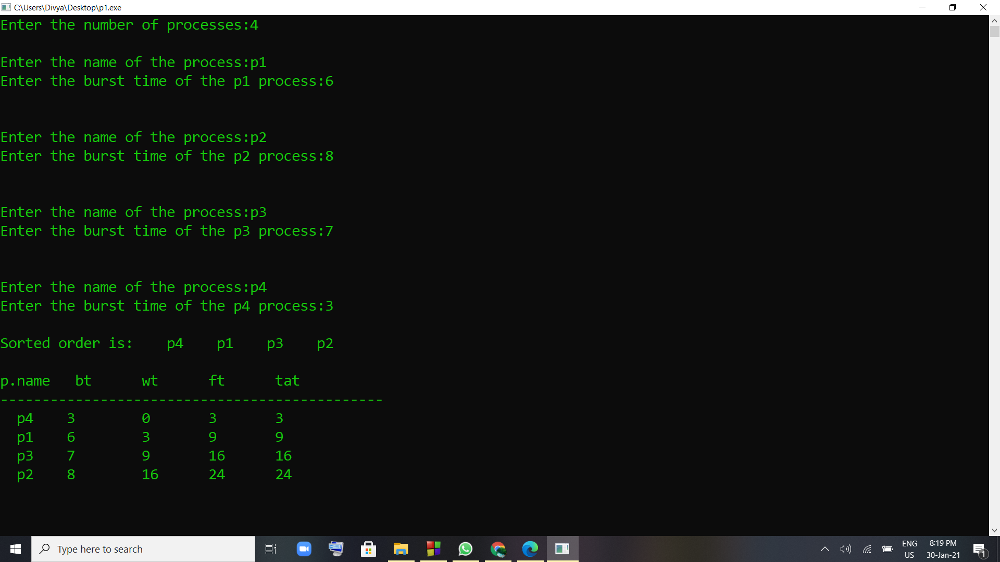 C:\Users\Divya\Desktop\p1.exe
Enter the number of processes:4
Enter the name of the process:p1
Enter the burst time of the p1 process:6
Enter the name of the process:p2
Enter the burst time of the p2 process:8
Enter the name of the process:p3
Enter the burst time of the p3 process:7
Enter the name of the process:p4
Enter the burst time of the p4 process:3
Sorted order is:    p4    p1    p3    p2
p.name   bt      wt      ft      tat
----------------------------------------------
  p4    3        0       3       3
  p1    6        3       9       9
  p3    7        9       16      16
  p2    8        16      24      24
Type here to search
ENG
US
8:19 PM
30-Jan-21
1